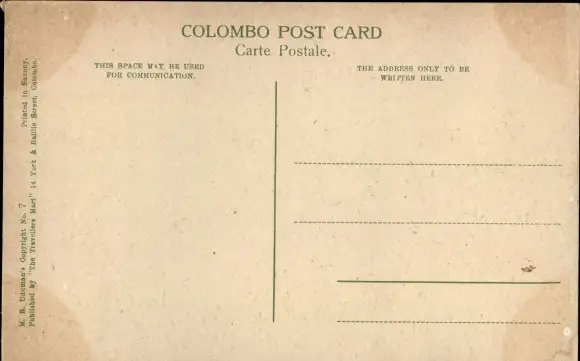 COLOMBO POST CARD
Carte Postale.
THIS SPACE MAY BE USED
FOR COMMUNICATION.
THE ADDRESS ONLY TO BE
WRITTEN HERE.
M. B. Uduman's Copyright No. 7 Printed in Saxony.
Published by "The Travellers Mart" 14 York & Baillie Street, Colombo.